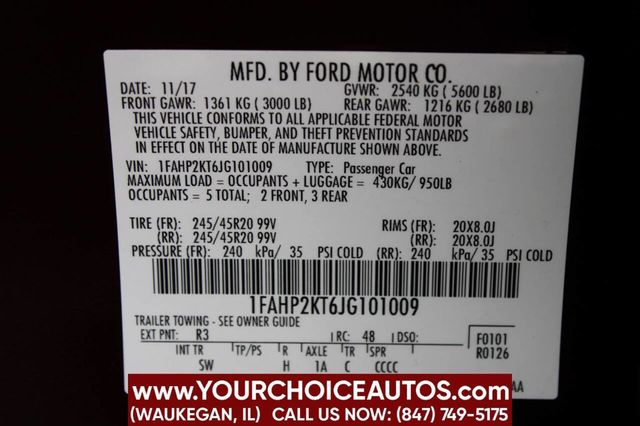 MFD. BY FORD MOTOR CO.
DATE: 11/17 GVWR: 2540 KG ( 5600 LB)
FRONT GAWR: 1361 KG ( 3000 LB) REAR GAWR: 1216 KG ( 2680 LB)
THIS VEHICLE CONFORMS TO ALL APPLICABLE FEDERAL MOTOR
VEHICLE SAFETY, BUMPER, AND THEFT PREVENTION STANDARDS
IN EFFECT ON THE DATE OF MANUFACTURE SHOWN ABOVE.
VIN: 1FAHP2KT6JG101009 TYPE: Passenger Car
MAXIMUM LOAD = OCCUPANTS + LUGGAGE = 430KG/ 950LB
OCCUPANTS = 5 TOTAL; 2 FRONT, 3 REAR
TIRE (FR): 245/45R20 99V RIMS (FR): 20X8.0J
(RR): 245/45R20 99V (RR): 20X8.0J
PRESSURE (FR): 240 kPa/ 35 PSI COLD (RR): 240 kPa/ 35 PSI COLD
1FAHP2KT6JG101009
TRAILER TOWING - SEE OWNER GUIDE
EXT PNT: R3 RC: 48 DSO: F0101
INT TR TP/PS R AXLE TR SPR R0126
SW H 1A C CCCC
AA
WWW.YOURCHOICEAUTOS.COM
(WAUKEGAN, IL) CALL US NOW! (847) 749-5175